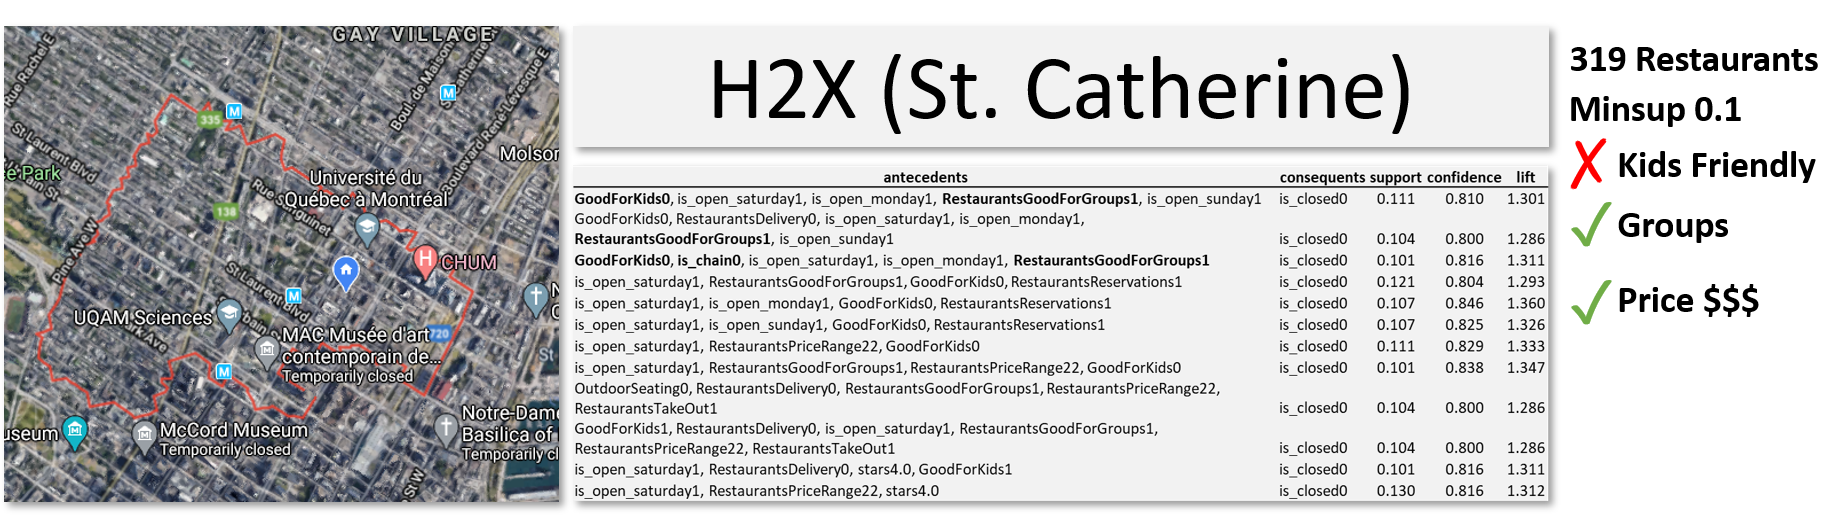 GAY VILLAGE
Rue Rachel E
Boul. de Maison
St Catherine
Boulevard René-Lévesque E
335
M
M
St Laurent Blvd
Molson
Park
Université du
Québec à Montréal
138
Rue Sanguinet
Pine Ave W
H CHUM
St-Laurent Blvd
M
UQAM Sciences
Park Ave
MAC Musée d'art
contemporain de...
Temporarily closed
720
St
M
McCord Museum
Temporarily closed
Notre-Dame
Basilica of
Temporarily cl
St W
H2X (St. Catherine)
antecedents consequents support confidence lift
GoodForKids0, is_open_saturday1, is_open_monday1, RestaurantsGoodForGroups1, is_open_sunday1 is_closed0 0.111 0.810 1.301
GoodForKids0, RestaurantsDelivery0, is_open_saturday1, is_open_monday1,
RestaurantsGoodForGroups1, is_open_sunday1 is_closed0 0.104 0.800 1.286
GoodForKids0, is_chain0, is_open_saturday1, is_open_monday1, RestaurantsGoodForGroups1 is_closed0 0.101 0.816 1.311
is_open_saturday1, RestaurantsGoodForGroups1, GoodForKids0, RestaurantsReservations1 is_closed0 0.121 0.804 1.293
is_open_saturday1, is_open_monday1, GoodForKids0, RestaurantsReservations1 is_closed0 0.107 0.846 1.360
is_open_saturday1, is_open_sunday1, GoodForKids0, RestaurantsReservations1 is_closed0 0.107 0.825 1.326
is_open_saturday1, RestaurantsPriceRange22, GoodForKids0 is_closed0 0.111 0.829 1.333
is_open_saturday1, RestaurantsGoodForGroups1, RestaurantsPriceRange22, GoodForKids0 is_closed0 0.101 0.838 1.347
OutdoorSeating0, RestaurantsDelivery0, RestaurantsGoodForGroups1, RestaurantsPriceRange22,
RestaurantsTakeOut1 is_closed0 0.104 0.800 1.286
GoodForKids1, RestaurantsDelivery0, is_open_saturday1, RestaurantsGoodForGroups1,
RestaurantsPriceRange22, RestaurantsTakeOut1 is_closed0 0.104 0.800 1.286
is_open_saturday1, RestaurantsDelivery0, stars4.0, GoodForKids1 is_closed0 0.101 0.816 1.311
is_open_saturday1, RestaurantsPriceRange22, stars4.0 is_closed0 0.130 0.816 1.312
319 Restaurants
Minsup 0.1
Kids Friendly
Groups
Price $$$